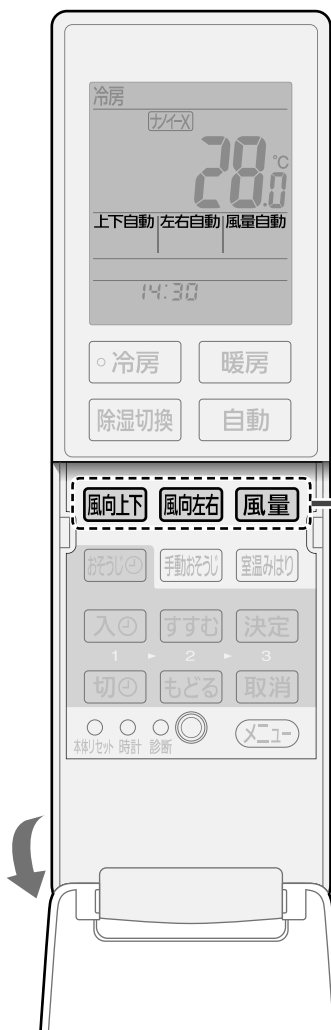 冷房
ナノイーX
28.0℃
上下自動 左右自動 風量自動
14:30
冷房 暖房
除湿切換 自動
風向上下 風向左右 風量
おそうじ 手動おそうじ 室温みはり
入 すすむ 決定
1 ► 2 ► 3
切 もどる 取消
本体リセット 時計 診断 メニュー